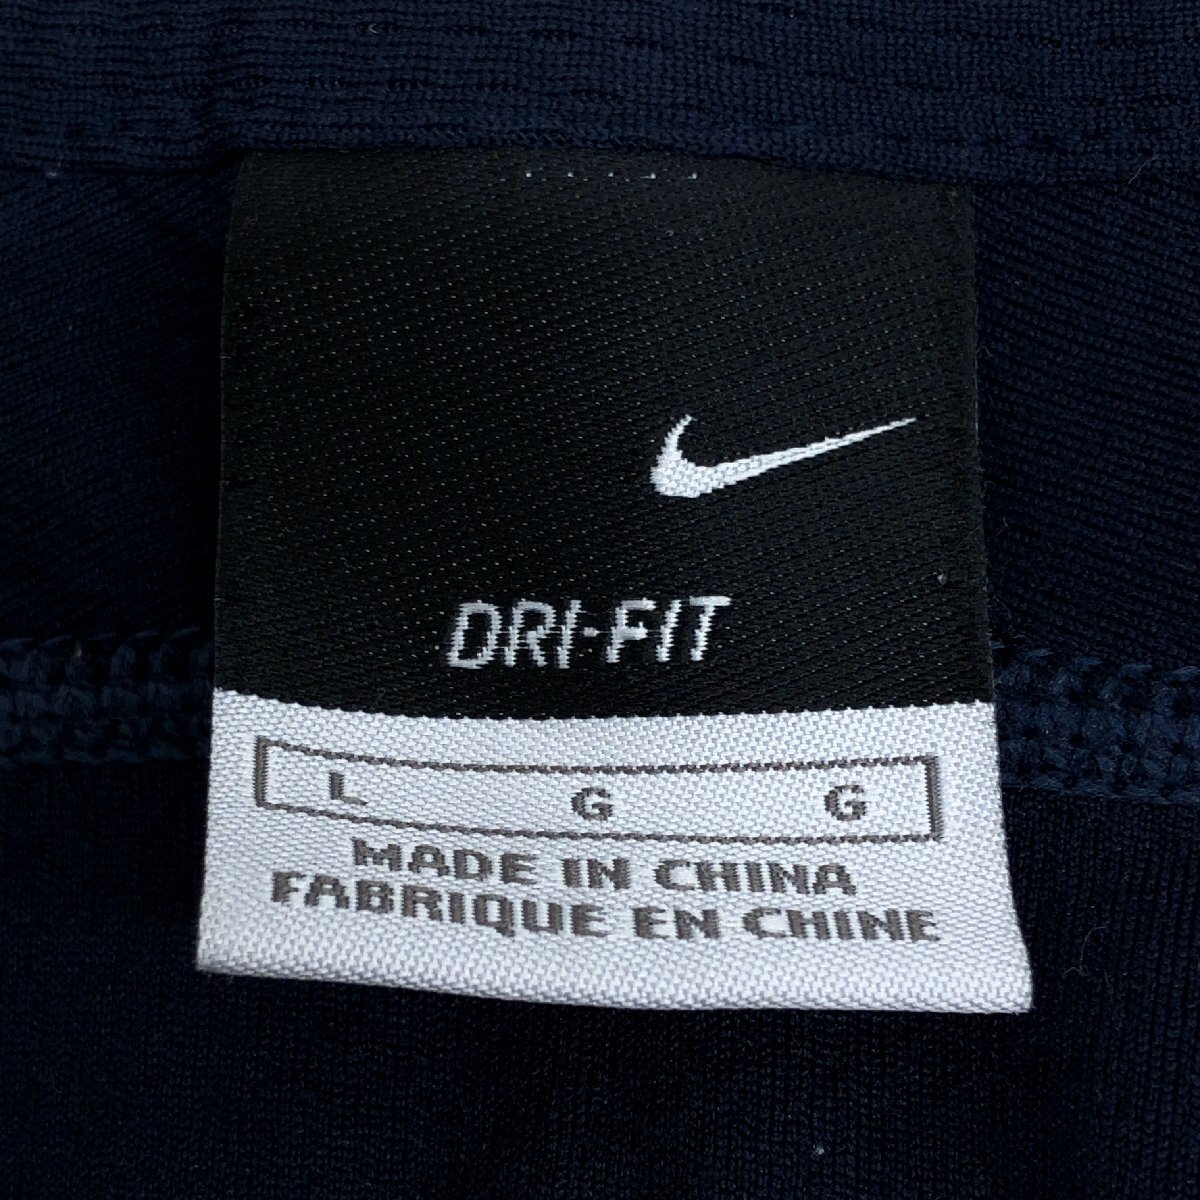 DRI-FIT
L G G
MADE IN CHINA
FABRIQUE EN CHINE